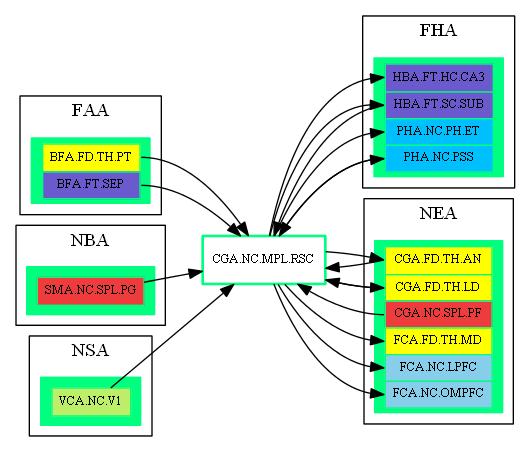 FAA
BFA.FD.TH.PT
BFA.FT.SEP
NBA
SMA.NC.SPL.PG
NSA
VCA.NC.V1
CGA.NC.MPL.RSC
FHA
HBA.FT.HC.CA3
HBA.FT.SC.SUB
PHA.NC.PH.ET
PHA.NC.PSS
NEA
CGA.FD.TH.AN
CGA.FD.TH.LD
CGA.NC.SPL.PF
FCA.FD.TH.MD
FCA.NC.LPFC
FCA.NC.OMPFC